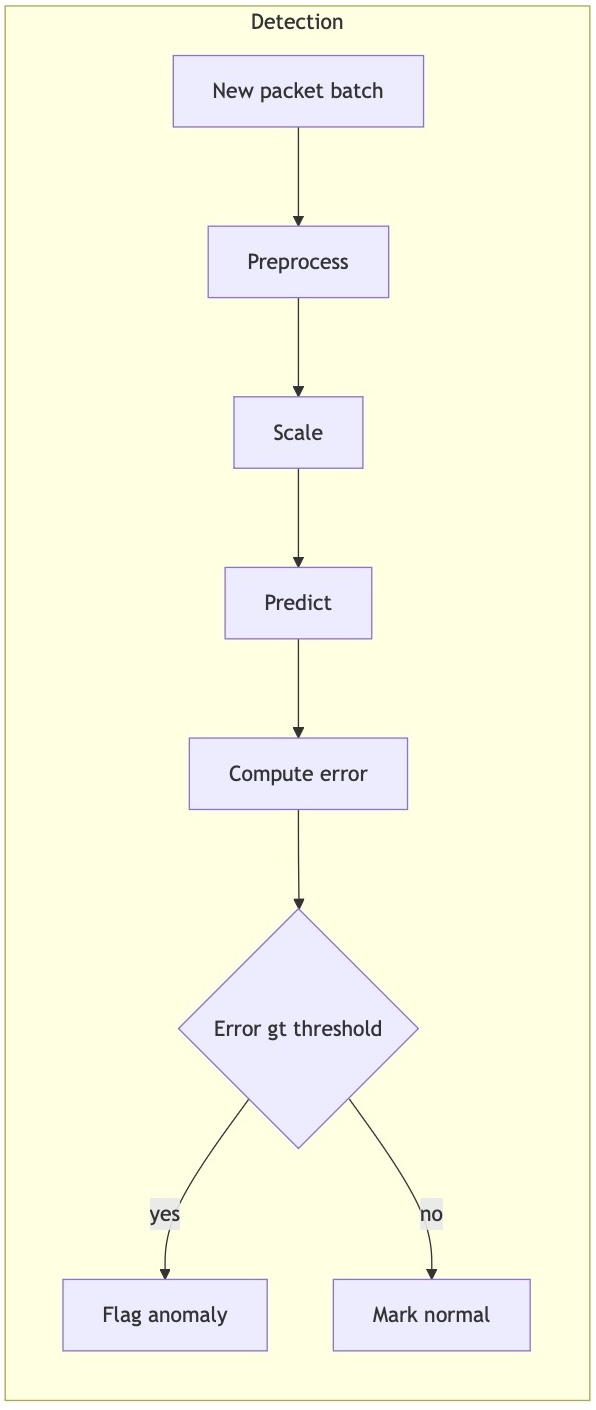 Detection
New packet batch
Preprocess
Scale
Predict
Compute error
Error gt threshold
yes
no
Flag anomaly
Mark normal